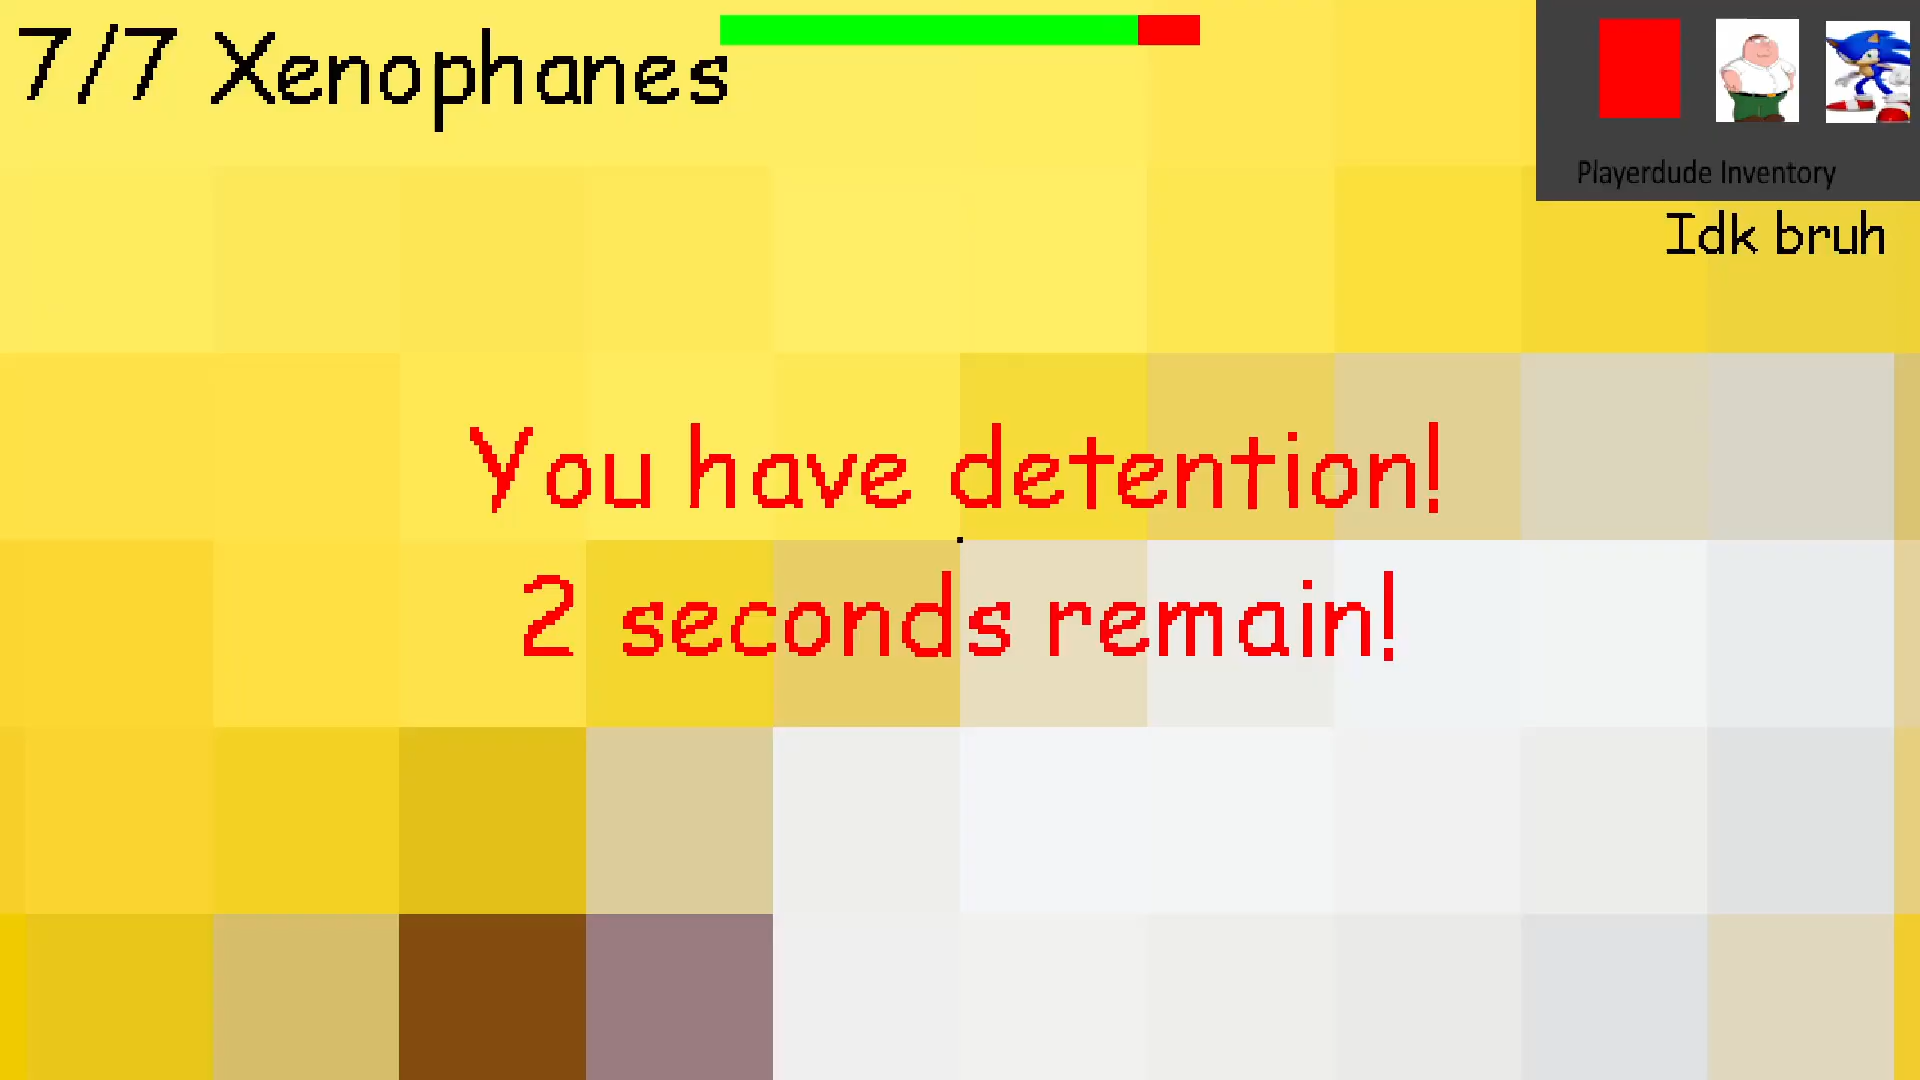 7/7 Xenophanes
Playerdude Inventory
Idk bruh
You have detention!
2 seconds remain!